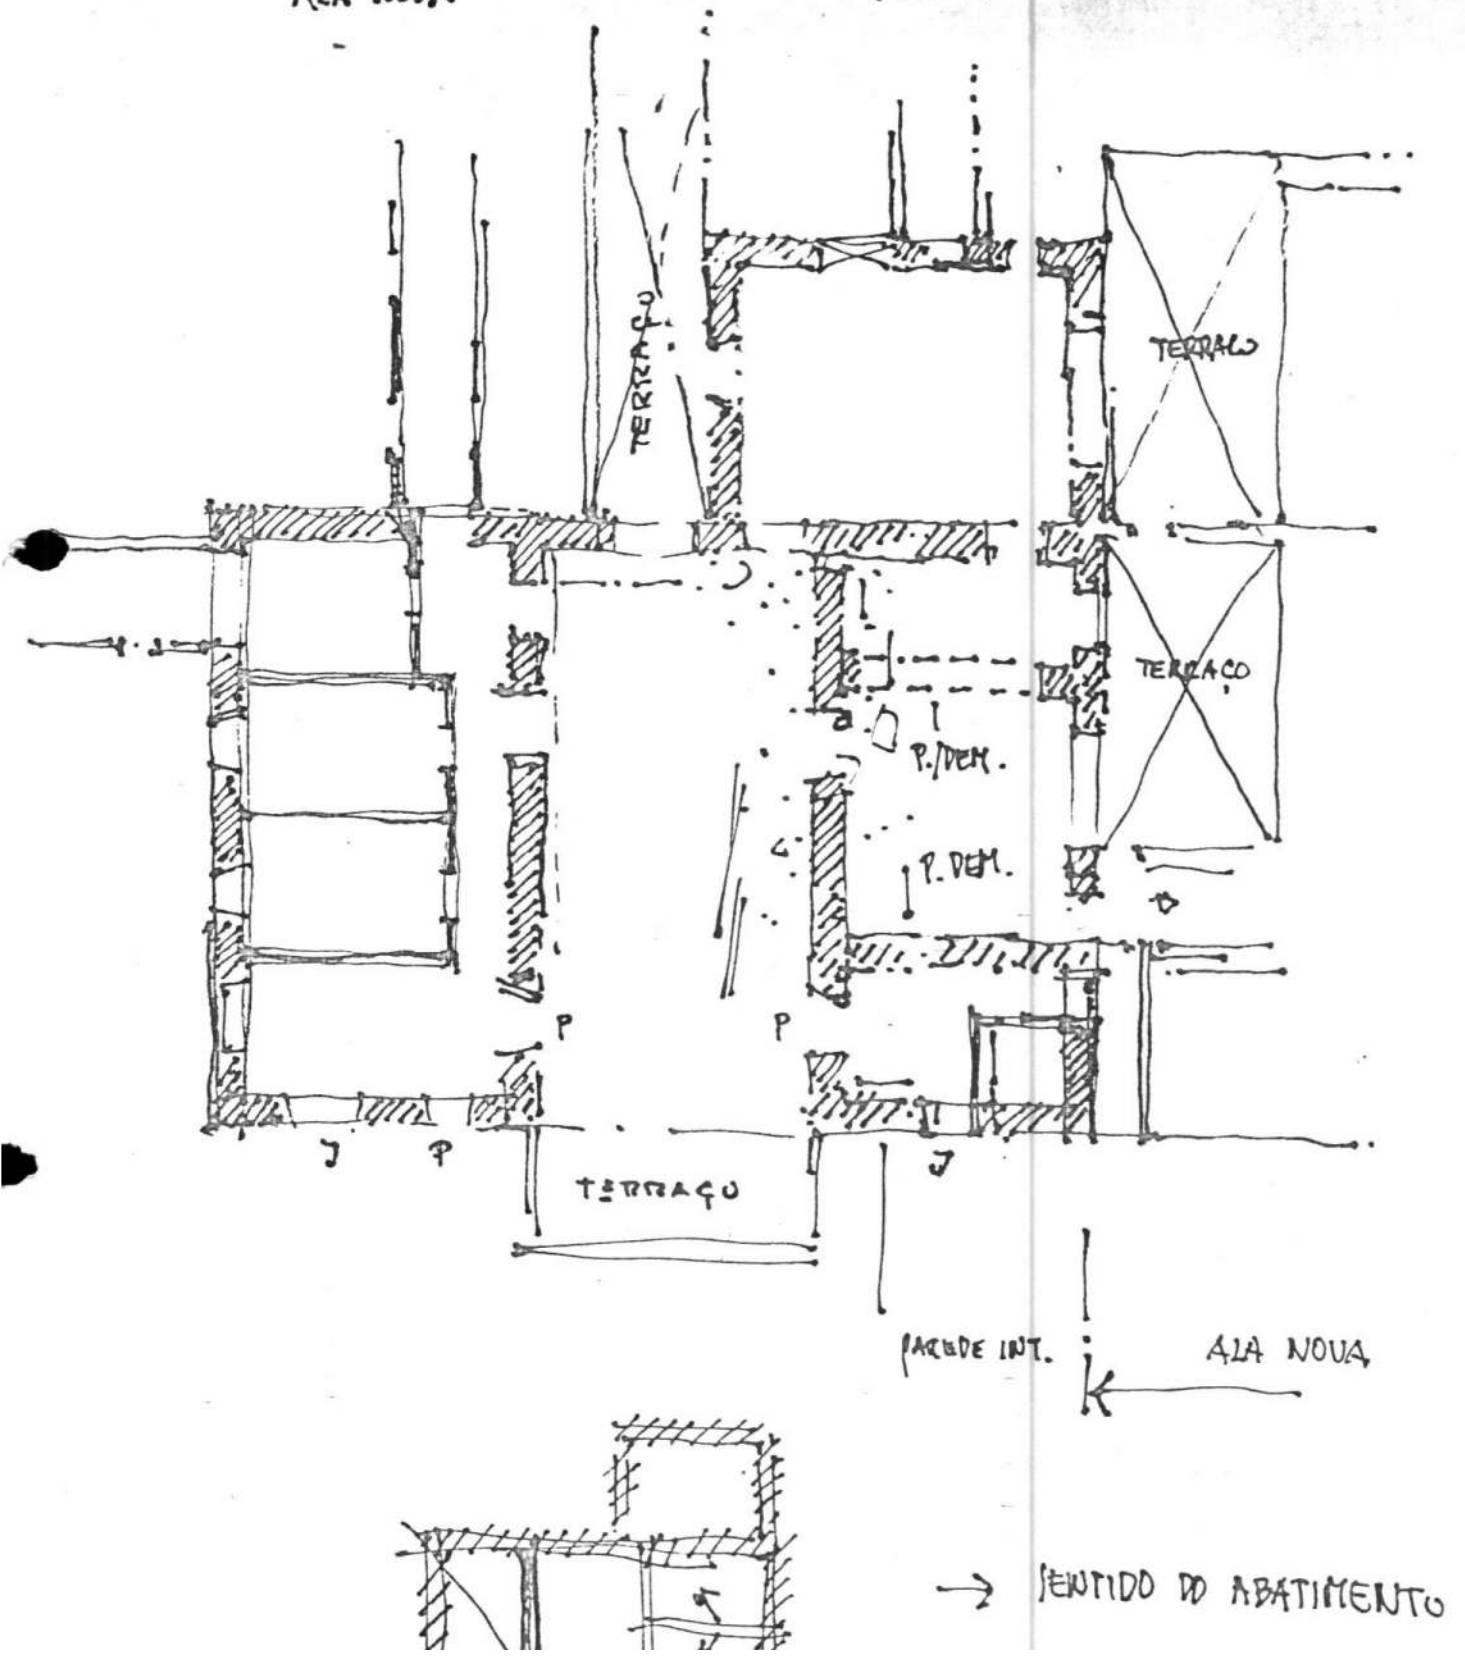 TERRAÇO
TERRAÇO
TERRAÇO
P./DEM.
P. DEM.
P
P
J
P
J
TERRAÇO
PAREDE INT.
ALA NOVA
SENTIDO DO ABATIMENTO